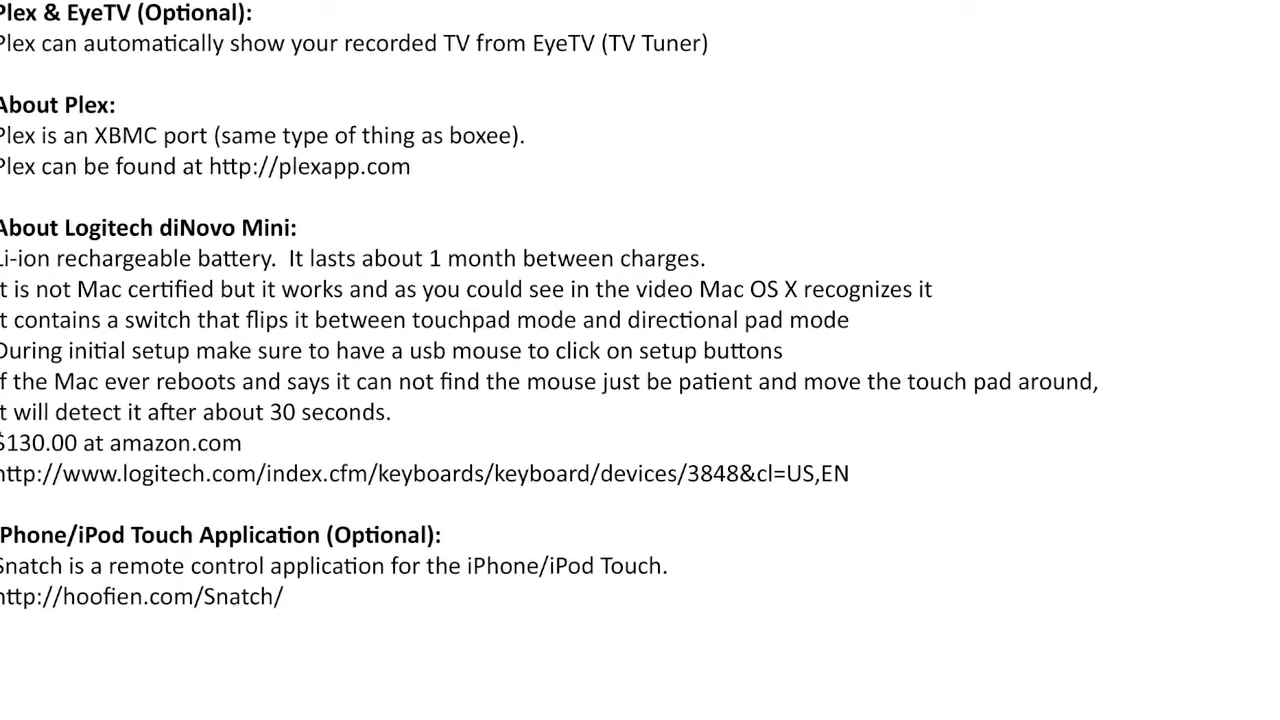 Plex & EyeTV (Optional):
Plex can automatically show your recorded TV from EyeTV (TV Tuner)
About Plex:
Plex is an XBMC port (same type of thing as boxee).
Plex can be found at http://plexapp.com
About Logitech diNovo Mini:
Li-ion rechargeable battery.  It lasts about 1 month between charges.
It is not Mac certified but it works and as you could see in the video Mac OS X recognizes it
It contains a switch that flips it between touchpad mode and directional pad mode
During initial setup make sure to have a usb mouse to click on setup buttons
If the Mac ever reboots and says it can not find the mouse just be patient and move the touch pad around,
it will detect it after about 30 seconds.
$130.00 at amazon.com
http://www.logitech.com/index.cfm/keyboards/keyboard/devices/3848&cl=US,EN
iPhone/iPod Touch Application (Optional):
Snatch is a remote control application for the iPhone/iPod Touch.
http://hoofien.com/Snatch/